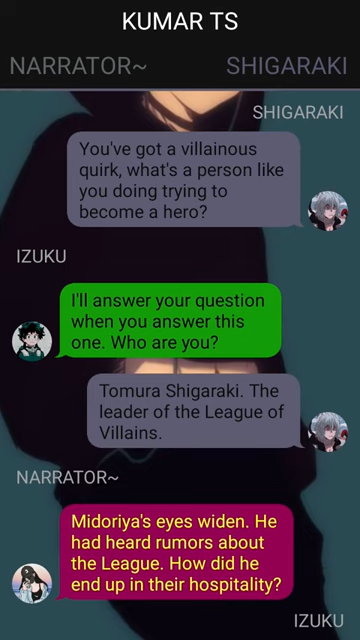 KUMAR TS
NARRATOR~ SHIGARAKI
SHIGARAKI
You've got a villainous
quirk, what's a person like
you doing trying to
become a hero?
IZUKU
I'll answer your question
when you answer this
one. Who are you?
Tomura Shigaraki. The
leader of the League of
Villains.
NARRATOR~
Midoriya's eyes widen. He
had heard rumors about
the League. How did he
end up in their hospitality?
IZUKU